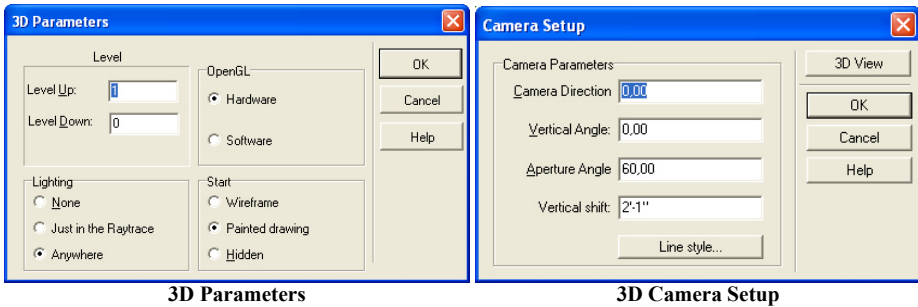 3D Parameters
Level
Level Up: 1
Level Down: 0
OpenGL
Hardware
Software
Lighting
None
Just in the Raytrace
Anywhere
Start
Wireframe
Painted drawing
Hidden
OK
Cancel
Help
3D Parameters
Camera Setup
Camera Parameters
Camera Direction 0,00
Vertical Angle: 0,00
Aperture Angle 60,00
Vertical shift: 2'-1"
Line style...
3D View
OK
Cancel
Help
3D Camera Setup